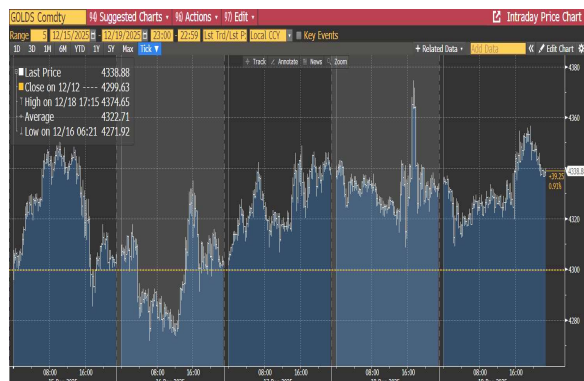 GOLDS Comdty 94) Suggested Charts 96) Actions 97) Edit Intraday Price Chart
Range 5 12/15/2025 - 12/19/2025 23:00 - 22:59 Lst Trd/Lst P Local CCY Key Events
1D 3D 1M 6M YTD 1Y 5Y Max Tick + Related Data Add Data « Edit Chart
+ Track Annotate News Zoom
Last Price 4338.88
Close on 12/12 ---- 4299.63
High on 12/18 17:15 4374.65
Average 4322.71
Low on 12/16 06:21 4271.92
4380
4360
4338.88
+39.25
0.91%
4320
4300
4280
08:00 16:00 08:00 16:00 08:00 16:00 08:00 16:00 08:00 16:00